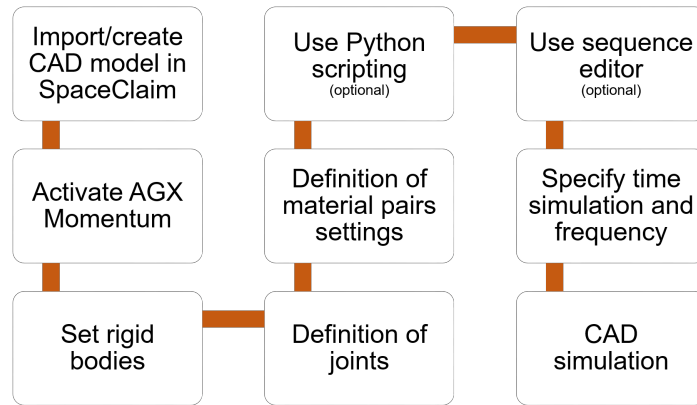 Import/create
CAD model in
SpaceClaim
Activate AGX
Momentum
Set rigid
bodies
Definition of
joints
Definition of
material pairs
settings
Use Python
scripting
(optional)
Use sequence
editor
(optional)
Specify time
simulation and
frequency
CAD
simulation